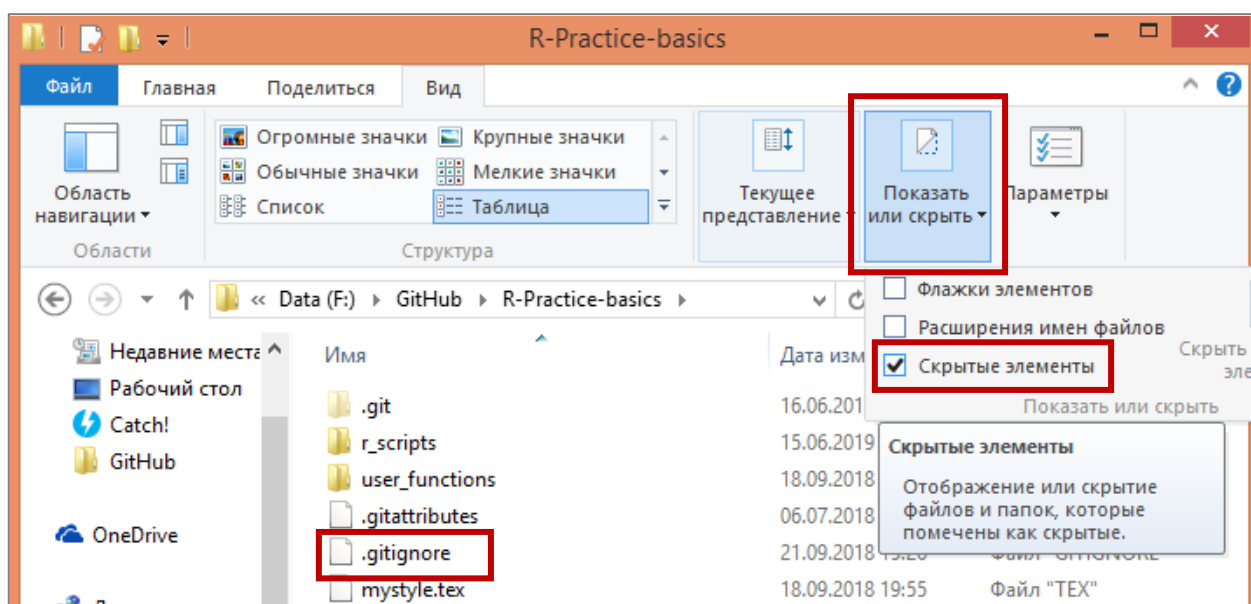 R-Practice-basics
Файл Главная Поделиться Вид
Огромные значки Крупные значки
Обычные значки Мелкие значки
Список Таблица
Область навигации
Текущее представление
Показать или скрыть
Параметры
Области Структура
« Data (F:) GitHub R-Practice-basics
Флажки элементов
Расширения имен файлов
Скрытые элементы
Скрыть
Показать или скрыть
Недавние места
Рабочий стол
Catch!
GitHub
OneDrive
Имя Дата изм
.git 16.06.201
r_scripts 15.06.2019
user_functions 18.09.2018
.gitattributes 06.07.2018
.gitignore 21.09.2018
mystyle.tex 18.09.2018 19:55 Файл "TEX"
Скрытые элементы
Отображение или скрытие
файлов и папок, которые
помечены как скрытые.